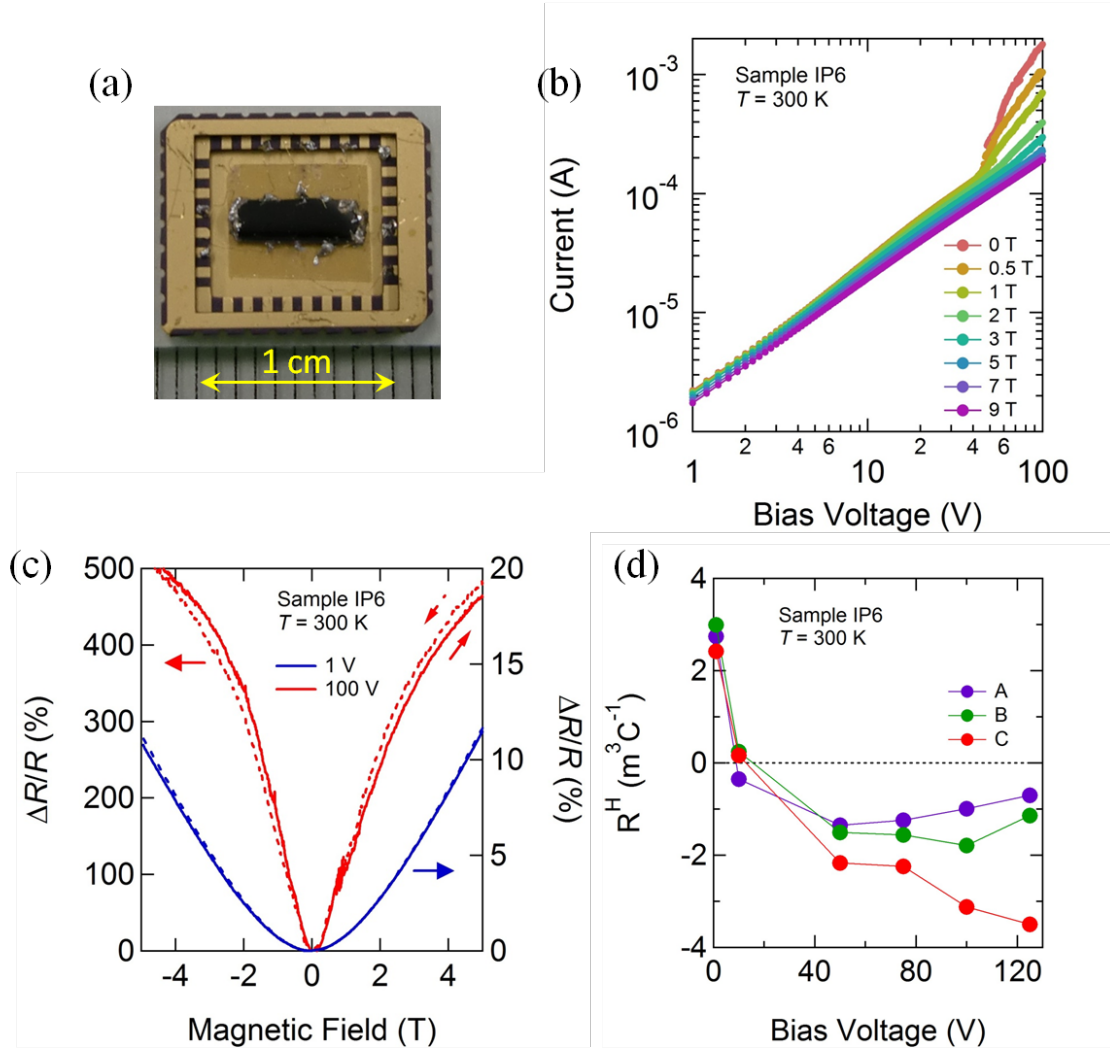 (a)
1 cm
(b)
Sample IP6
T = 300 K
0 T
0.5 T
1 T
2 T
3 T
5 T
7 T
9 T
10⁻³
10⁻⁴
10⁻⁵
10⁻⁶
Current (A)
1
2
4
6
10
2
4
6
100
Bias Voltage (V)
(c)
Sample IP6
T = 300 K
1 V
100 V
500
400
300
200
100
0
ΔR/R (%)
20
15
10
5
0
ΔR/R (%)
-4
-2
0
2
4
Magnetic Field (T)
(d)
Sample IP6
T = 300 K
A
B
C
4
2
0
-2
-4
Rᴴ (m³C⁻¹)
0
40
80
120
Bias Voltage (V)